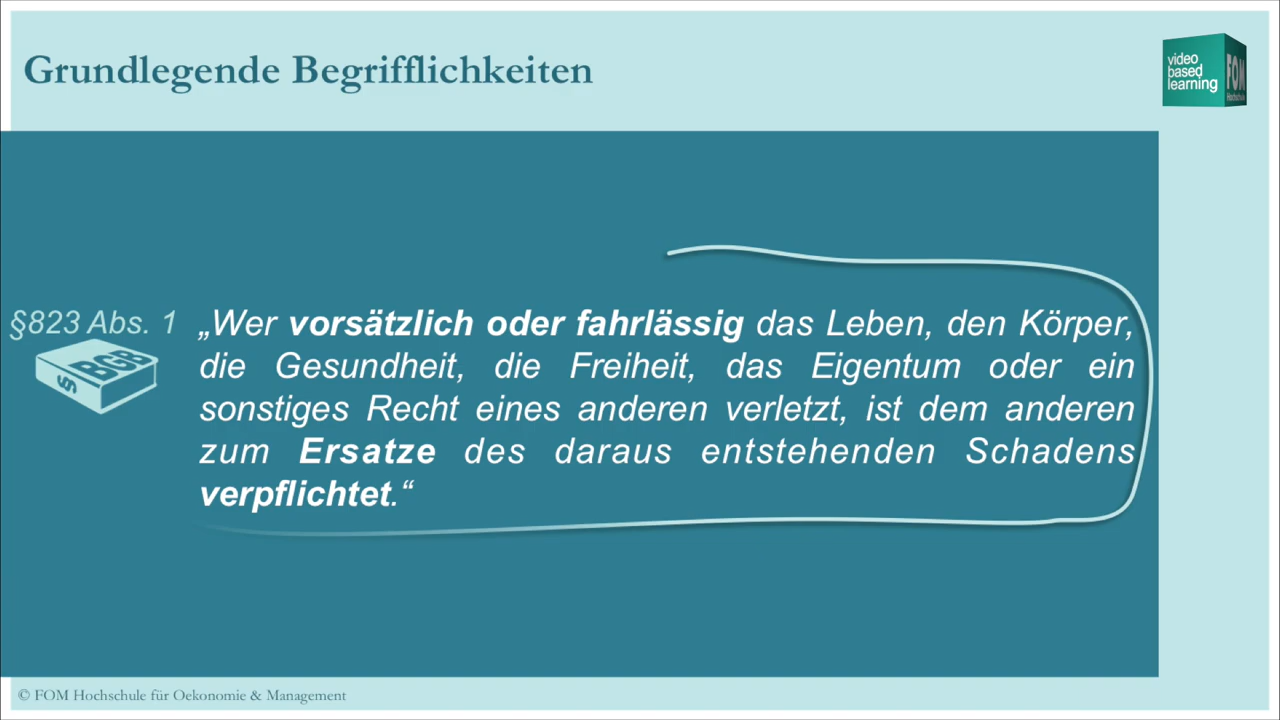 Grundlegende Begrifflichkeiten
video
based
learning
FOM
Hochschule
§823 Abs. 1
§ BGB
„Wer vorsätzlich oder fahrlässig das Leben, den Körper,
die Gesundheit, die Freiheit, das Eigentum oder ein
sonstiges Recht eines anderen verletzt, ist dem anderen
zum Ersatze des daraus entstehenden Schadens
verpflichtet.“
© FOM Hochschule für Oekonomie & Management